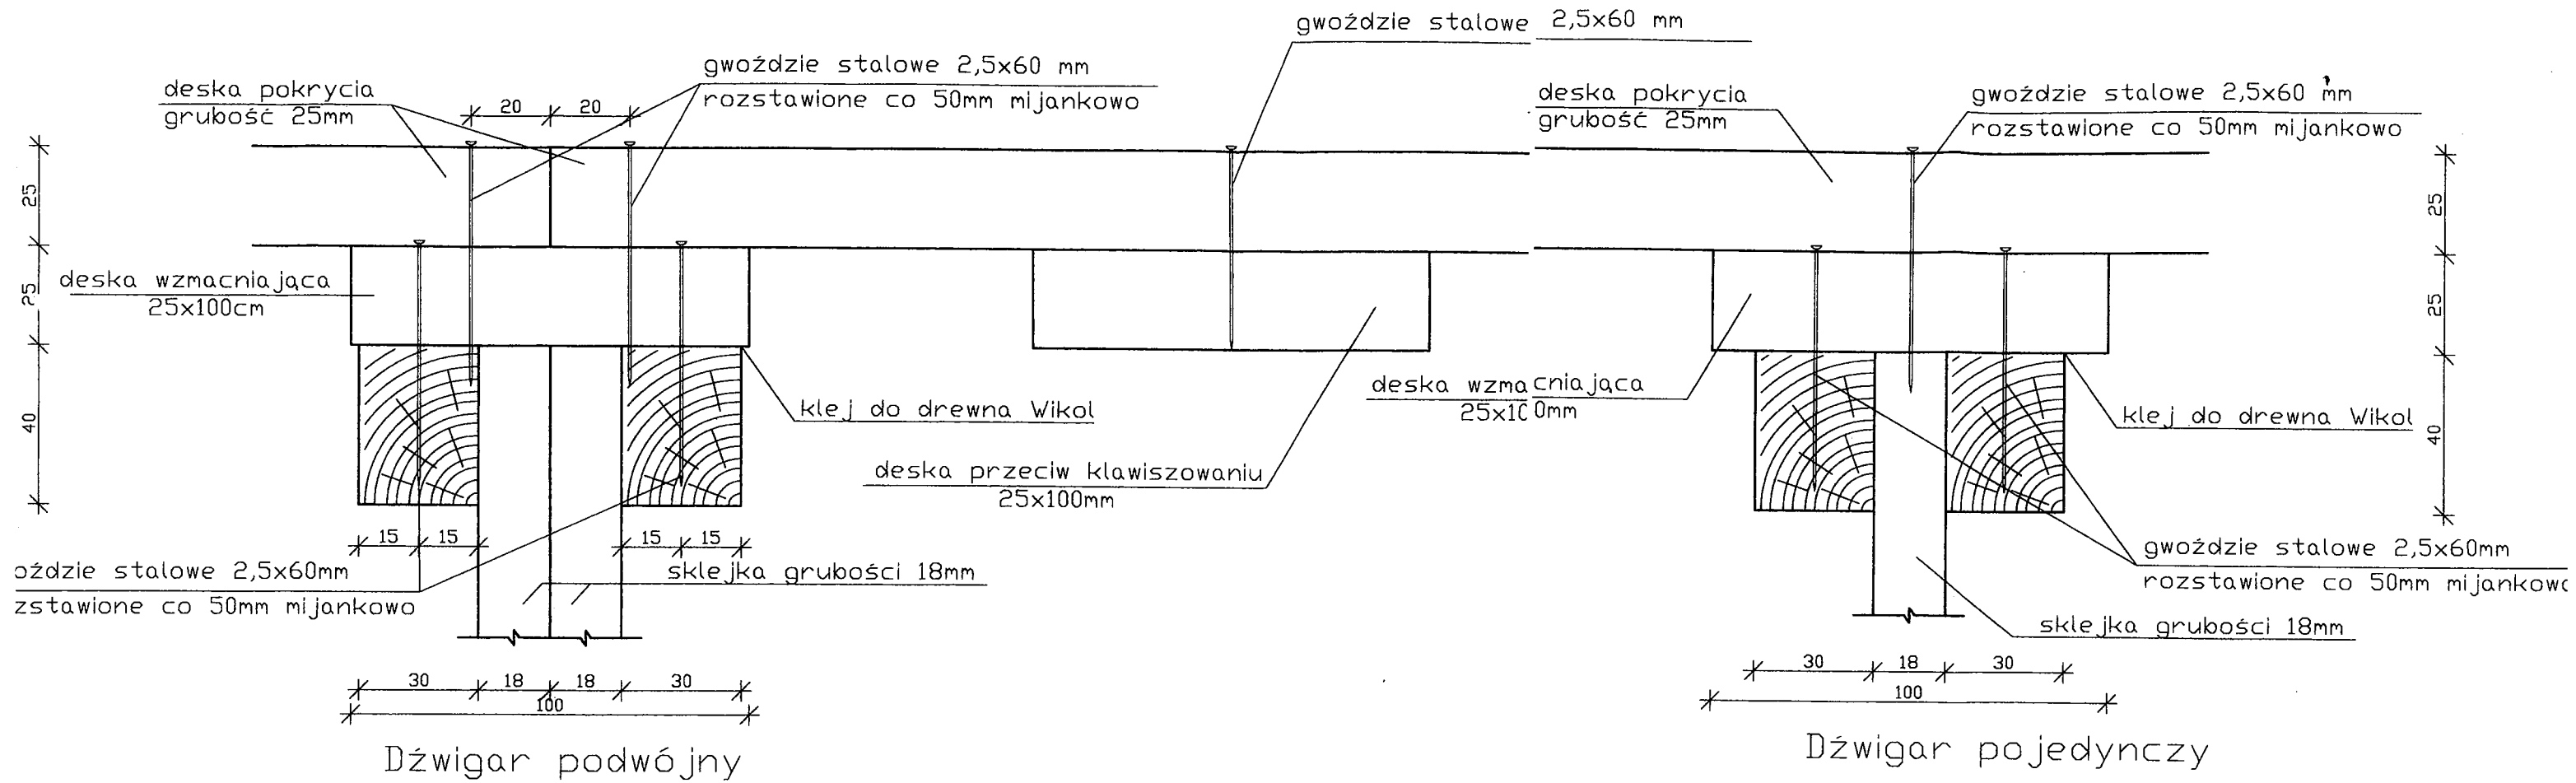 gwoździe stalowe 2,5x60 mm
gwoździe stalowe 2,5x60 mm
rozstawione co 50mm mijankowo
deska pokrycia
grubość 25mm
20 20
deska pokrycia
grubość 25mm
gwoździe stalowe 2,5x60 mm
rozstawione co 50mm mijankowo
25
25
40
deska wzmacniająca
25x100cm
klej do drewna Wikol
deska przeciw klawiszowaniu
25x100mm
deska wzmacniająca
25x100mm
klej do drewna Wikol
25
25
40
15 15
15 15
oździe stalowe 2,5x60mm
zstawione co 50mm mijankowo
sklejka grubości 18mm
gwoździe stalowe 2,5x60mm
rozstawione co 50mm mijankowo
sklejka grubości 18mm
30 18 18 30
100
30 18 30
100
Dźwigar podwójny
Dźwigar pojedynczy